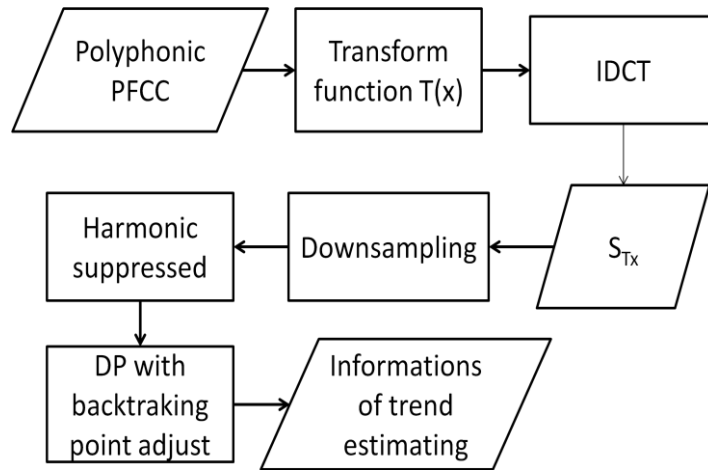 Polyphonic
PFCC
Transform
function T(x)
IDCT
Harmonic
suppressed
Downsampling
S_Tx
DP with
backtraking
point adjust
Informations
of trend
estimating